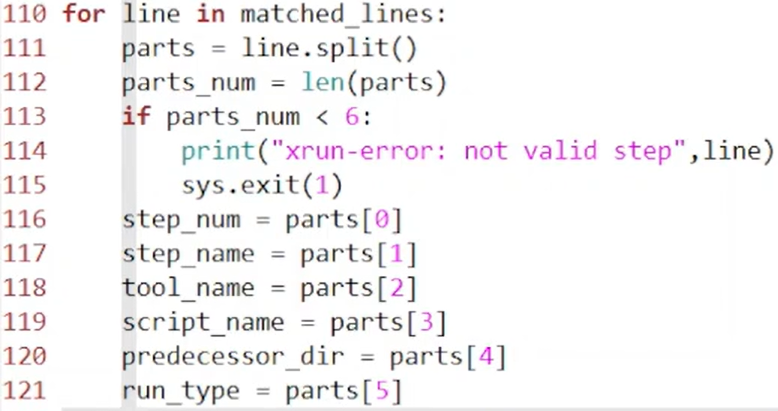 110 for line in matched_lines:
111     parts = line.split()
112     parts_num = len(parts)
113     if parts_num < 6:
114         print("xrun-error: not valid step",line)
115         sys.exit(1)
116     step_num = parts[0]
117     step_name = parts[1]
118     tool_name = parts[2]
119     script_name = parts[3]
120     predecessor_dir = parts[4]
121     run_type = parts[5]